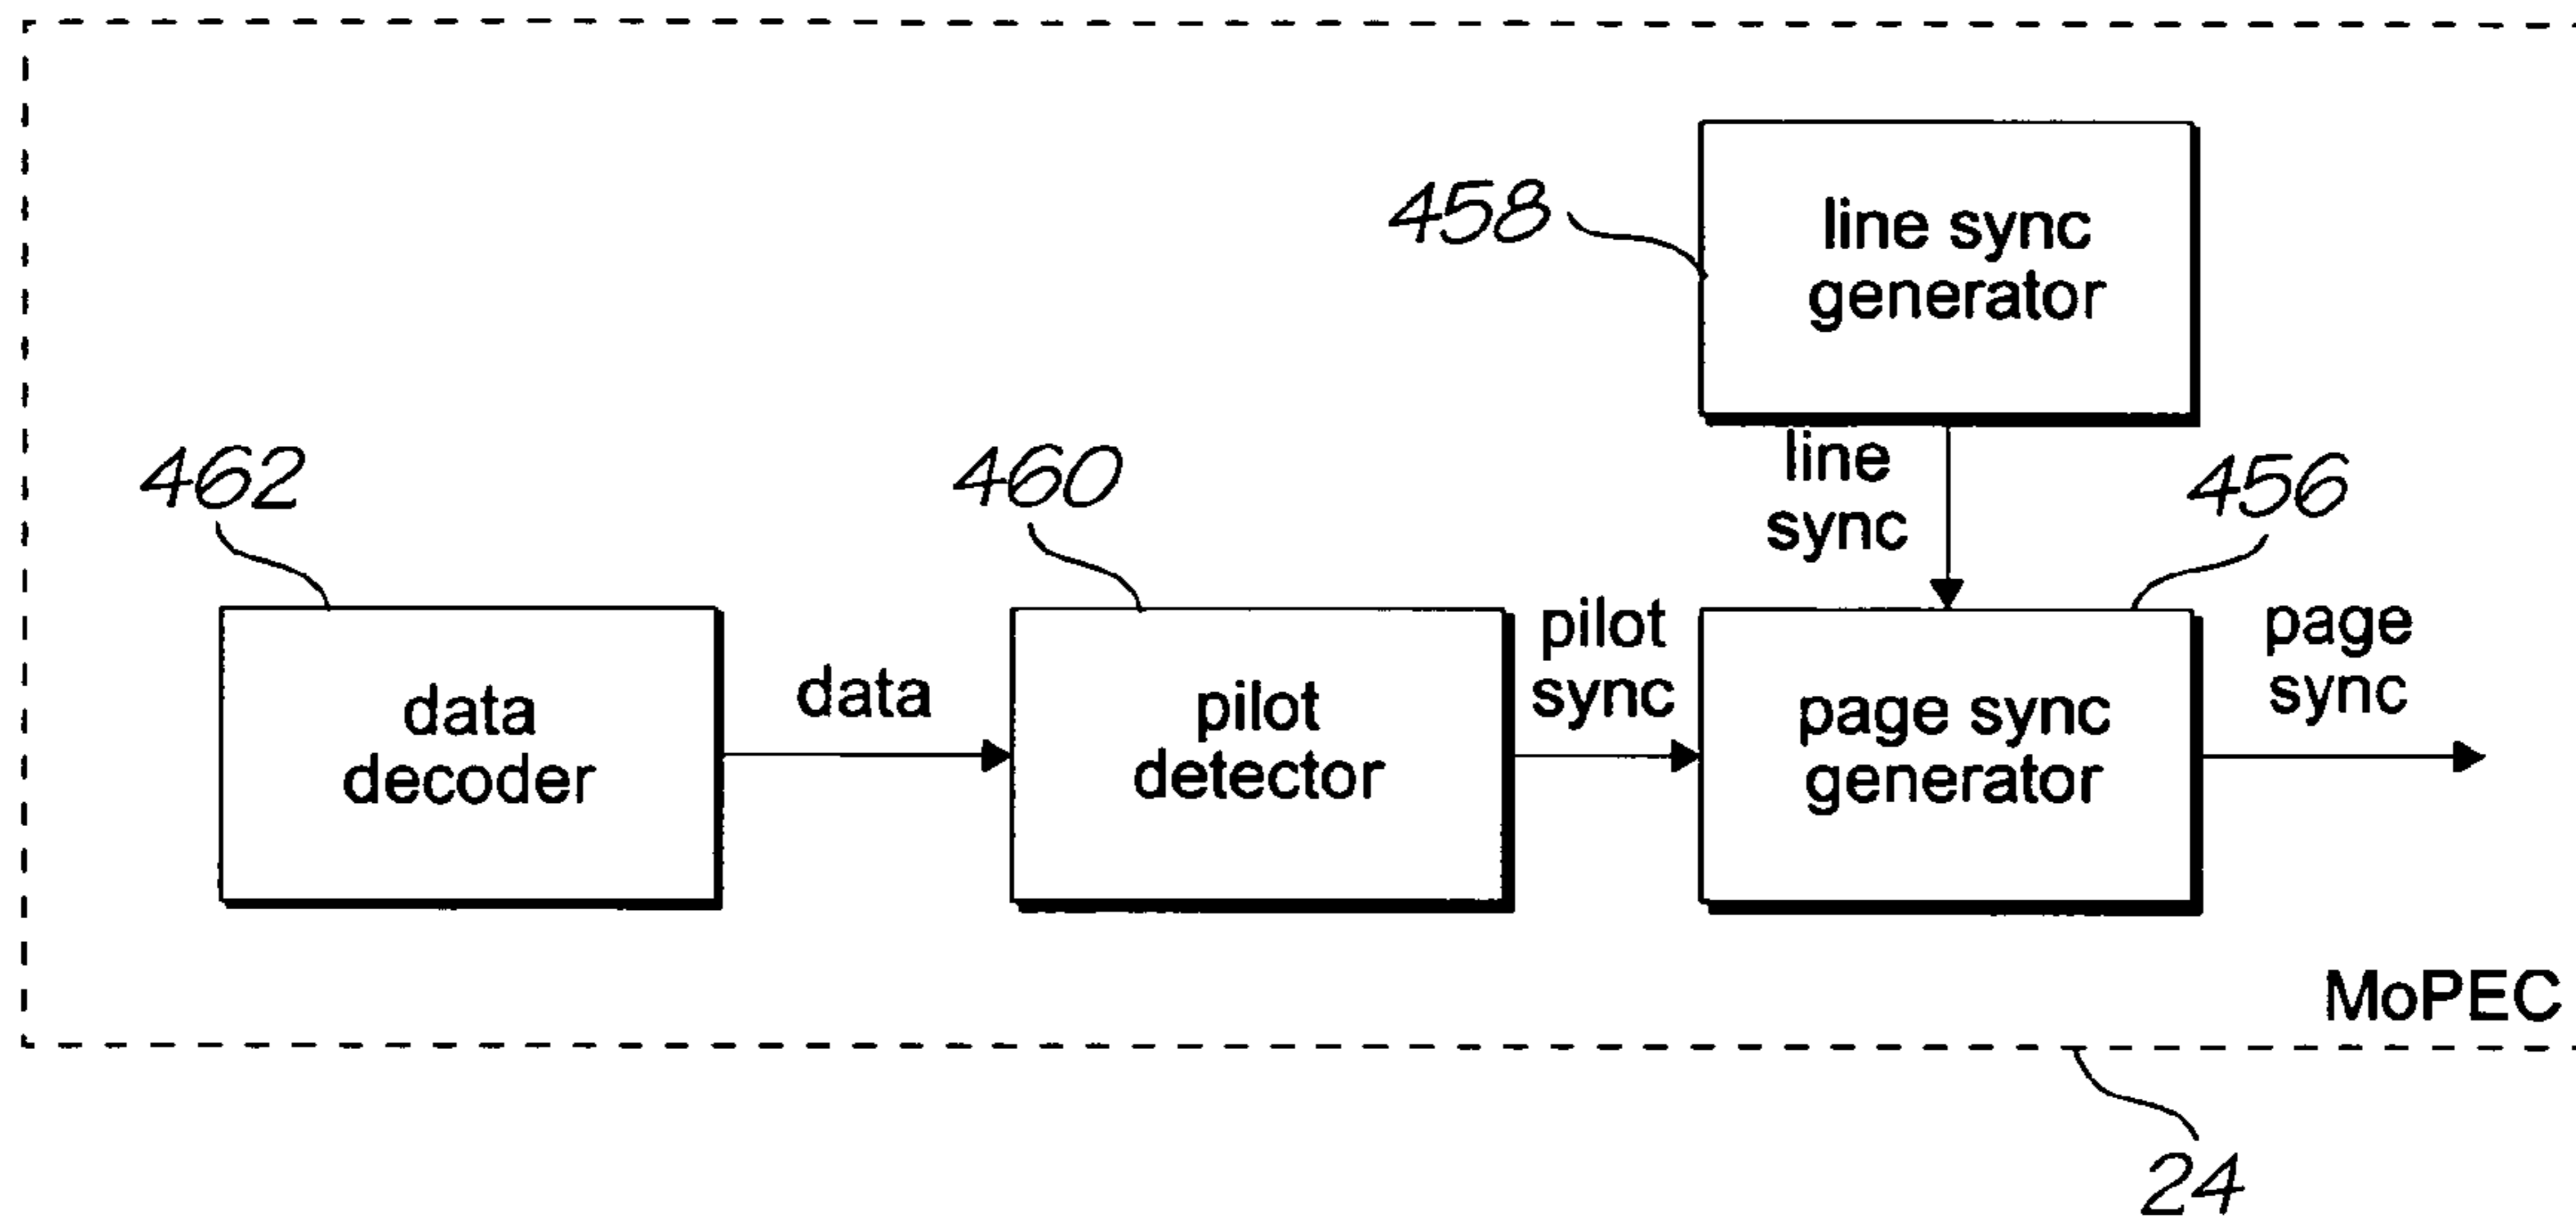 458
line sync
generator
line
sync
462
460
456
data
decoder
data
pilot
detector
pilot
sync
page sync
generator
page
sync
MoPEC
24